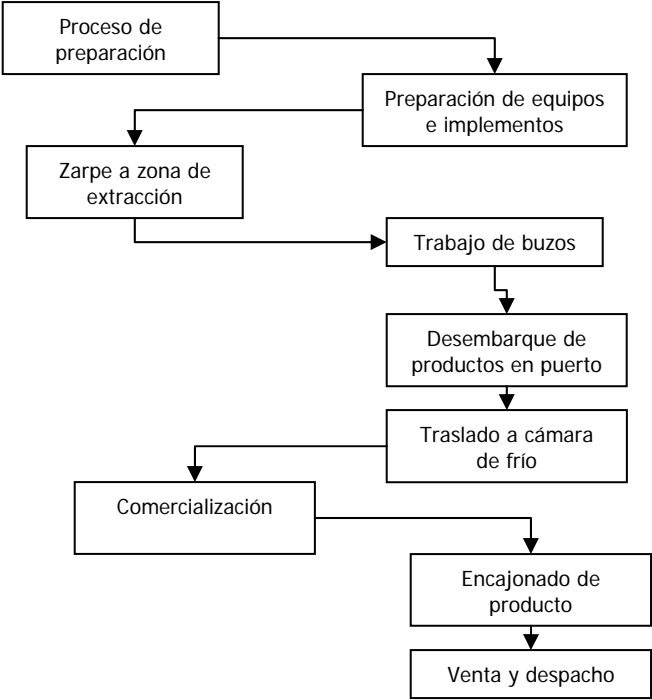 Proceso de
preparación
Preparación de equipos
e implementos
Zarpe a zona de
extracción
Trabajo de buzos
Desembarque de
productos en puerto
Traslado a cámara
de frío
Comercialización
Encajonado de
producto
Venta y despacho